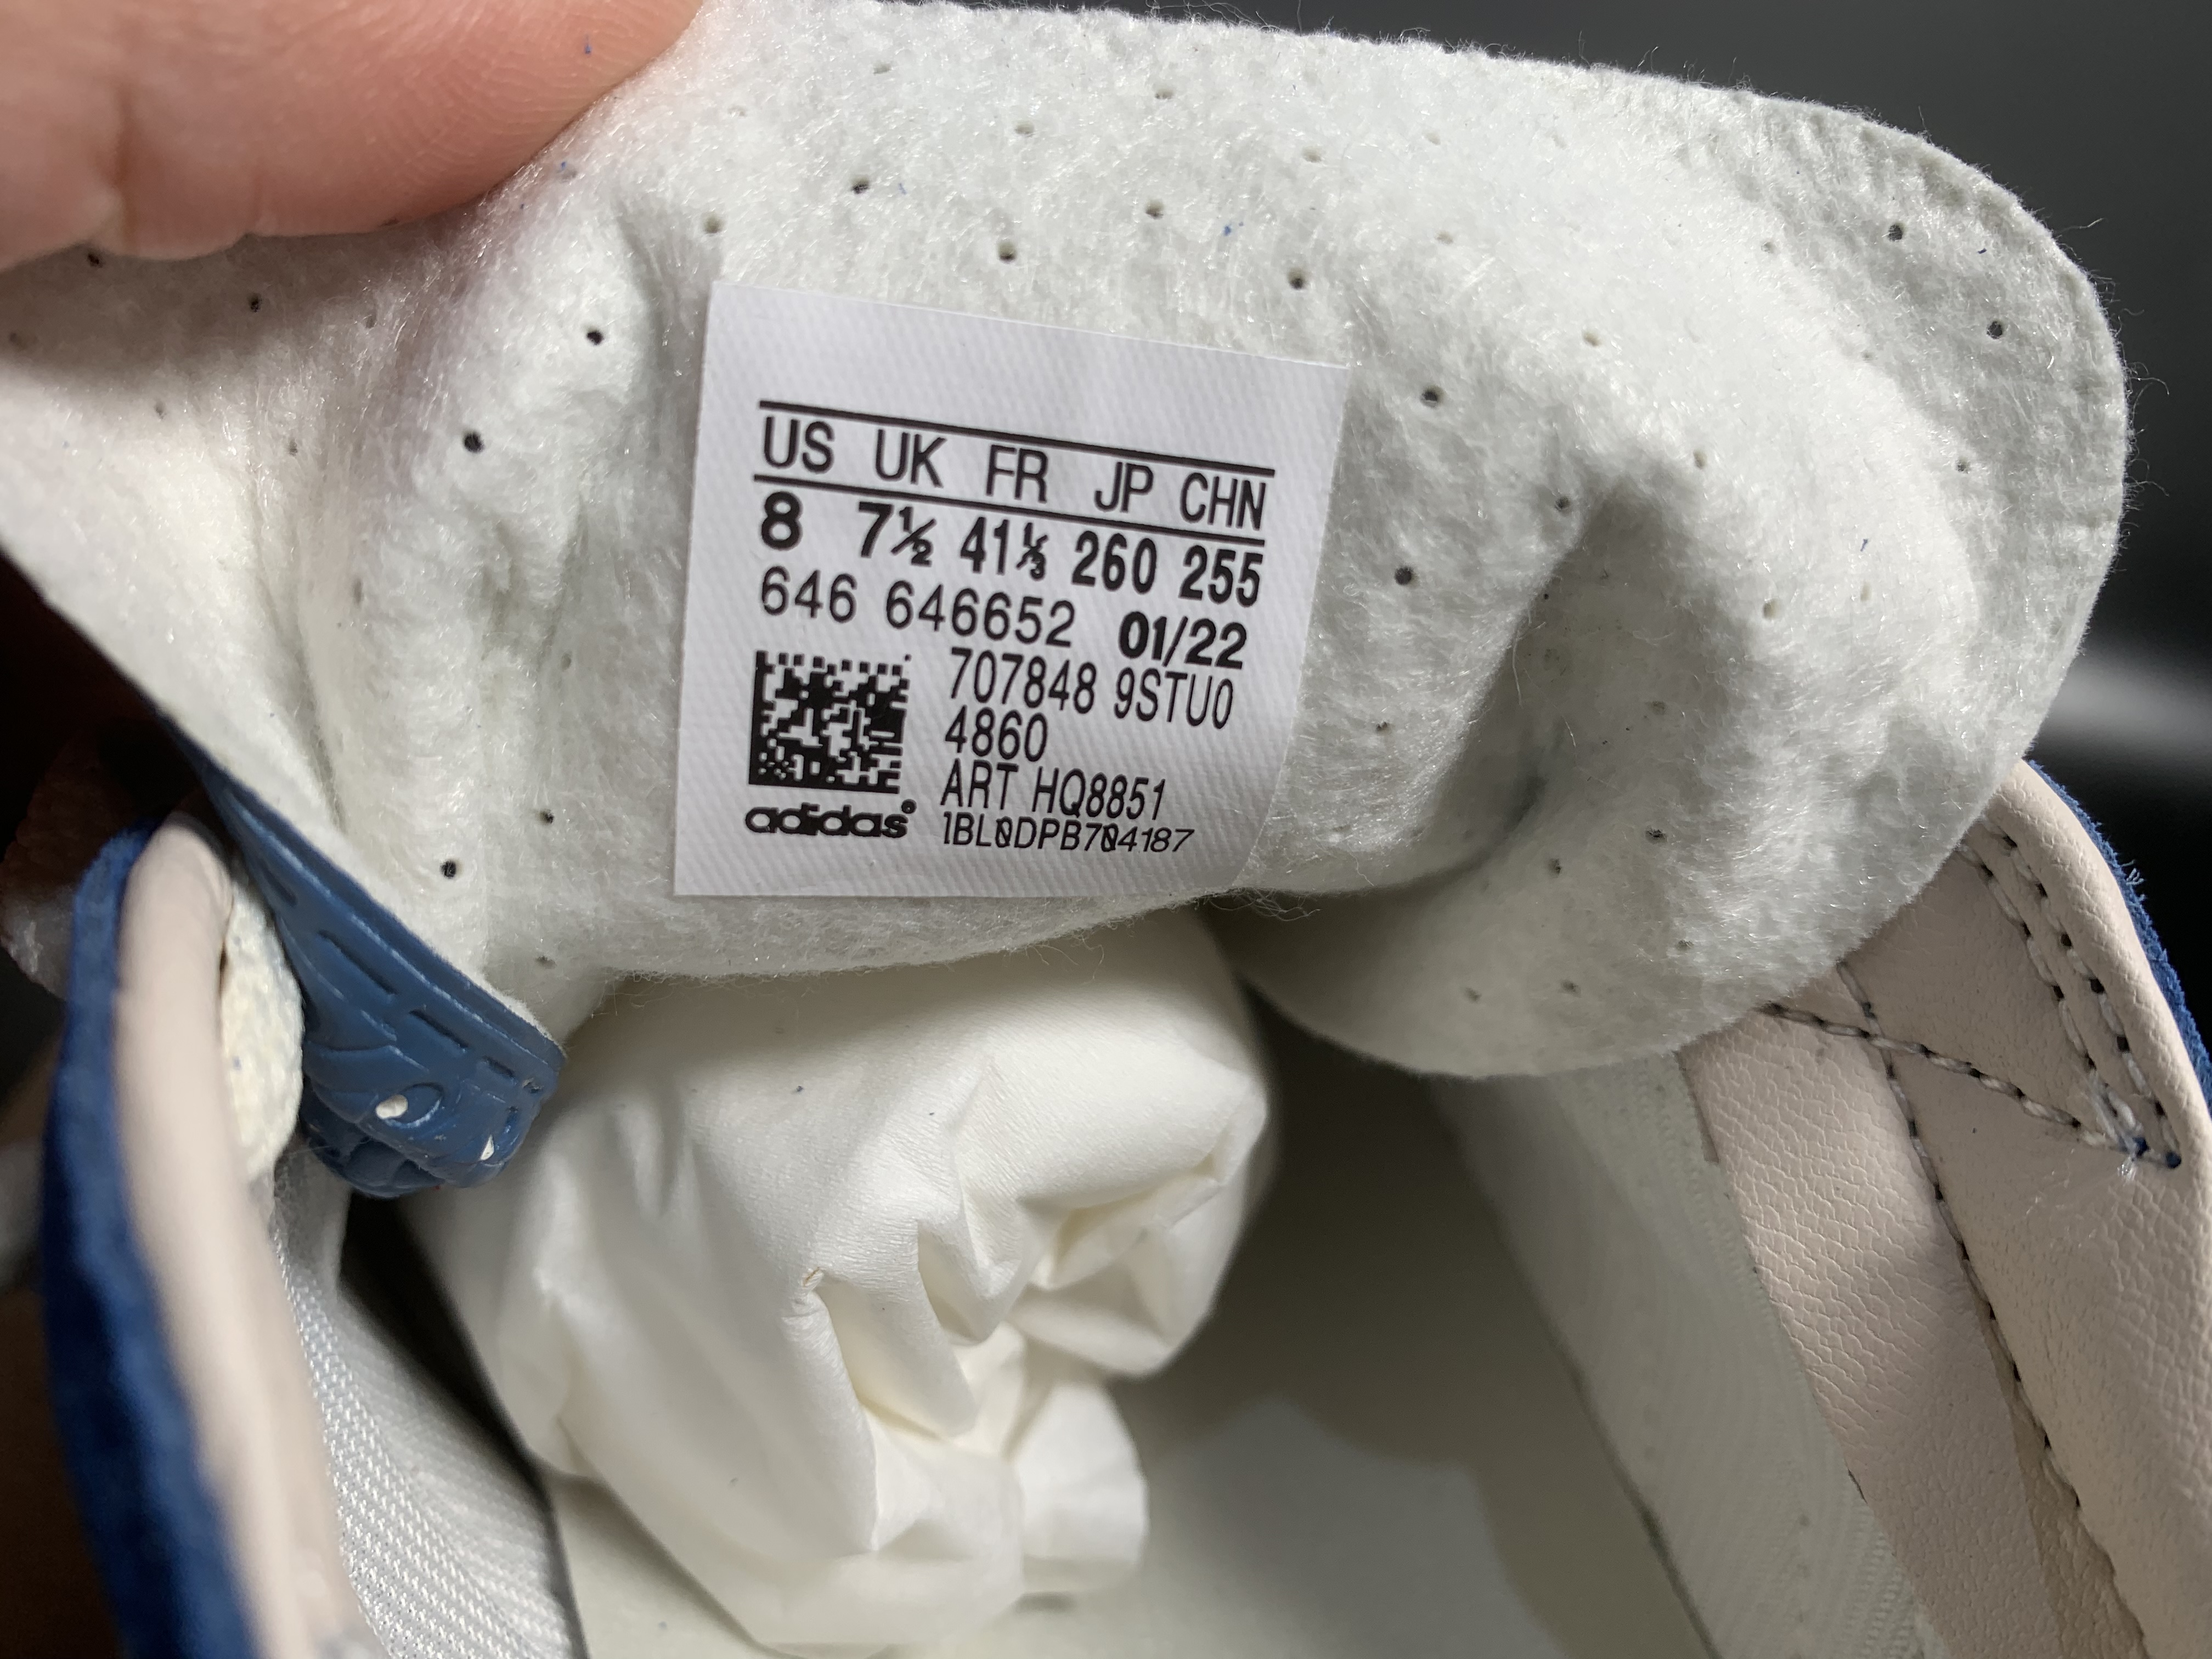 US UK FR JP CHN
8 7½ 41⅓ 260 255
646 646652 01/22
707848 9STU0
4860
ART HQ8851
adidas® 1BL0DPB704187